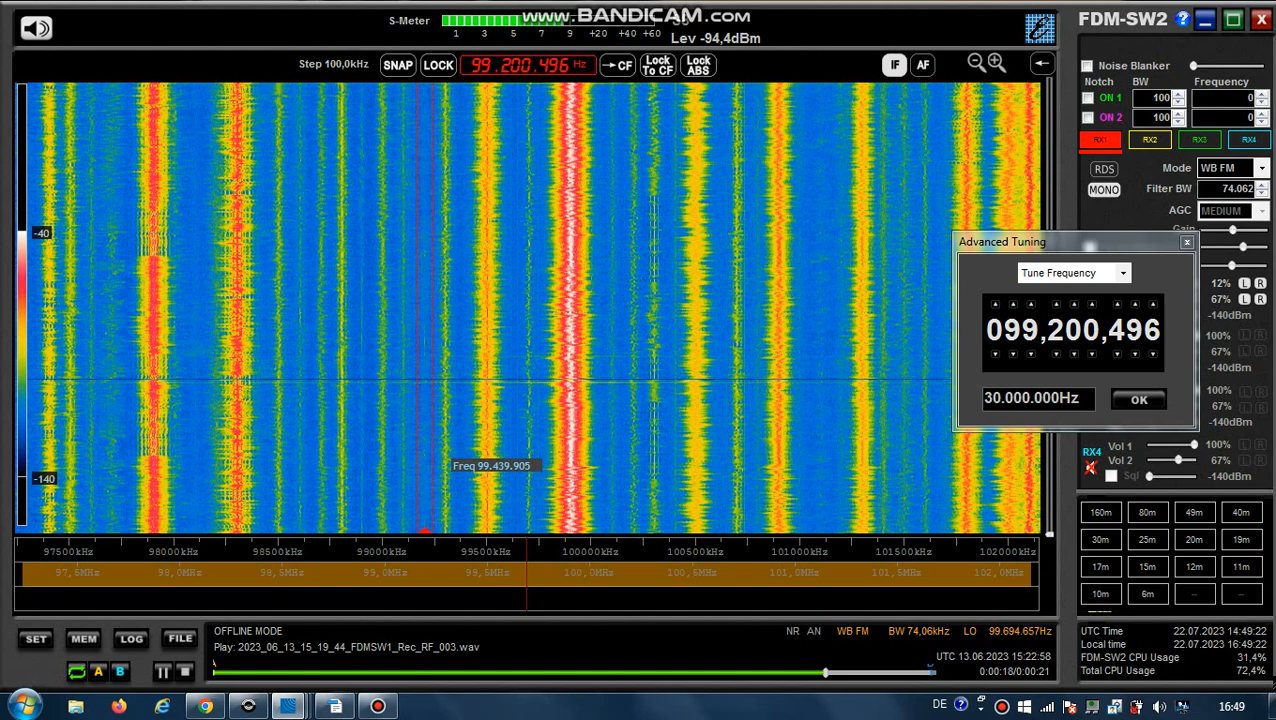 S-Meter
www.BANDICAM.com
1 3 5 7 9 +20 +40 +60
Lev -94,4dBm
FDM-SW2
Step 100,0kHz
SNAP
LOCK
99.200.496 Hz
→CF
Lock To CF
Lock ABS
IF
AF
Noise Blanker
Notch BW Frequency
ON 1 100 0
ON 2 100 0
RX1 RX2 RX3 RX4
RDS Mode WB FM
MONO Filter BW 74.062
AGC MEDIUM
Gain
-40
Advanced Tuning
Tune Frequency
099,200,496
30.000.000Hz OK
12% L R
67% L R
-140dBm
100% L R
67% L R
-140dBm
100% L R
67% L R
-140dBm
RX4
Vol 1 100% L R
Vol 2 67% L R
Sql -140dBm
Freq 99.439.905
-140
97500kHz 98000kHz 98500kHz 99000kHz 99500kHz 100000kHz 100500kHz 101000kHz 101500kHz 102000kHz
97,5MHz 98,0MHz 98,5MHz 99,0MHz 99,5MHz 100,0MHz 100,5MHz 101,0MHz 101,5MHz 102,0MHz
160m 80m 49m 40m
30m 25m 20m 19m
17m 15m 12m 11m
10m 6m -- --
SET MEM LOG FILE
A B
OFFLINE MODE
NR AN WB FM BW 74,06kHz LO 99.694.657Hz
Play: 2023_06_13_15_19_44_FDMSW1_Rec_RF_003.wav
UTC 13.06.2023 15:22:58
0:00:18/0:00:21
UTC Time 22.07.2023 14:49:22
Local time 22.07.2023 16:49:22
FDM-SW2 CPU Usage 31,4%
Total CPU Usage 72,4%
DE
16:49